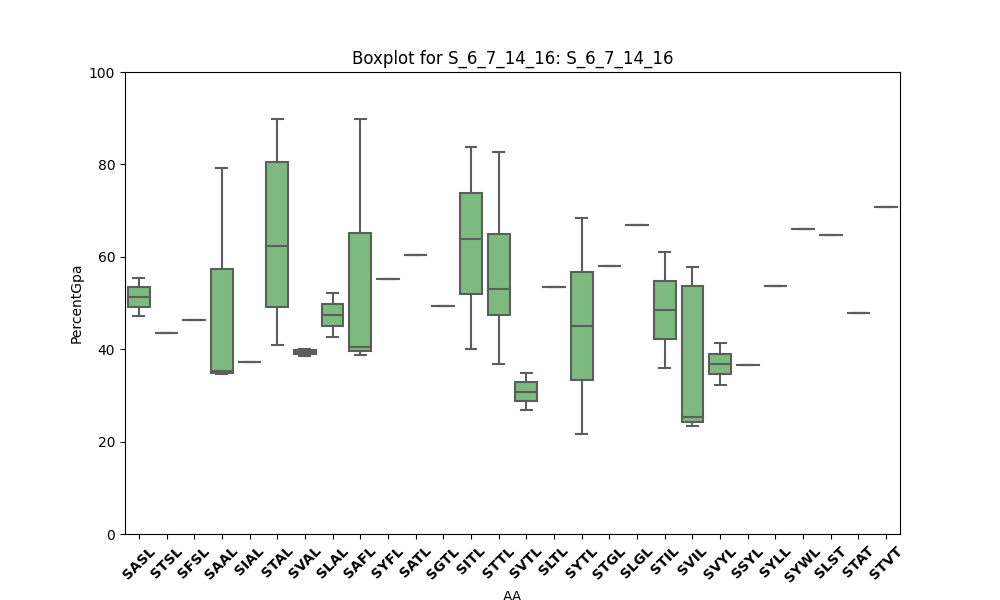 Boxplot for S_6_7_14_16: S_6_7_14_16
100
80
60
40
20
0
PercentGpa
SASL STSL SFSL SAAL SIAL STAL SVAL SLAL SAFL SYFL SATL SGTL SITL STTL SVTL SLTL SYTL STGL SLGL STIL SVIL SVYL SSYL SYLL SYWL SLST STAT STVT
AA